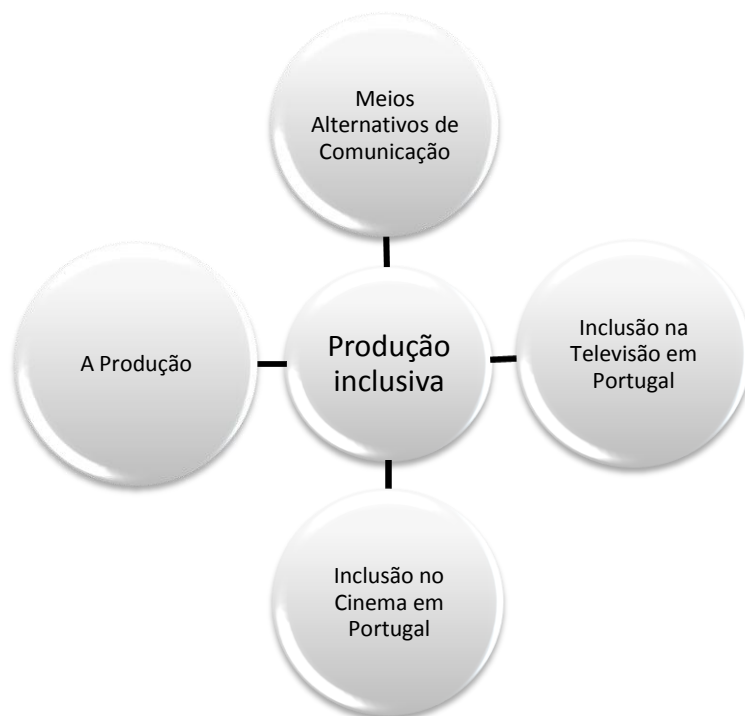 Meios
Alternativos de
Comunicação
A Produção
Produção
inclusiva
Inclusão na
Televisão em
Portugal
Inclusão no
Cinema em
Portugal